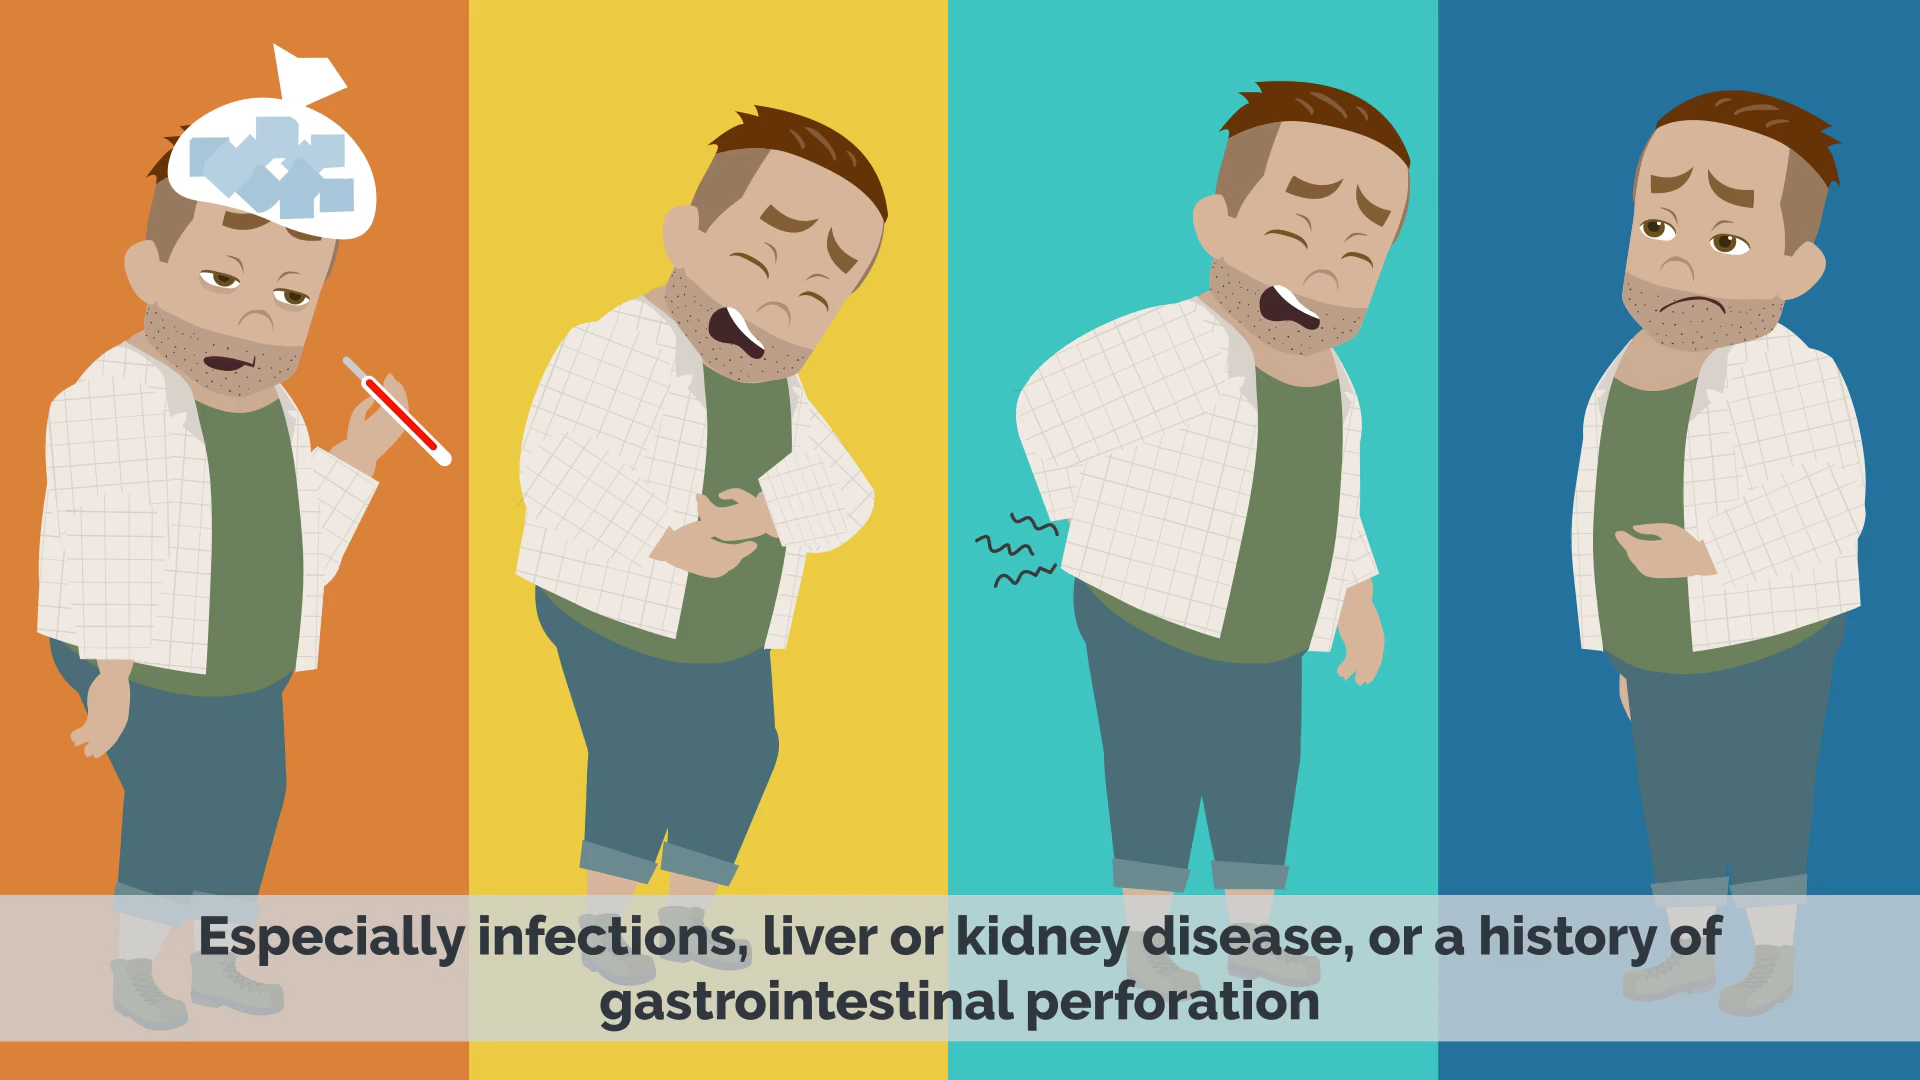 Especially infections, liver or kidney disease, or a history of
gastrointestinal perforation